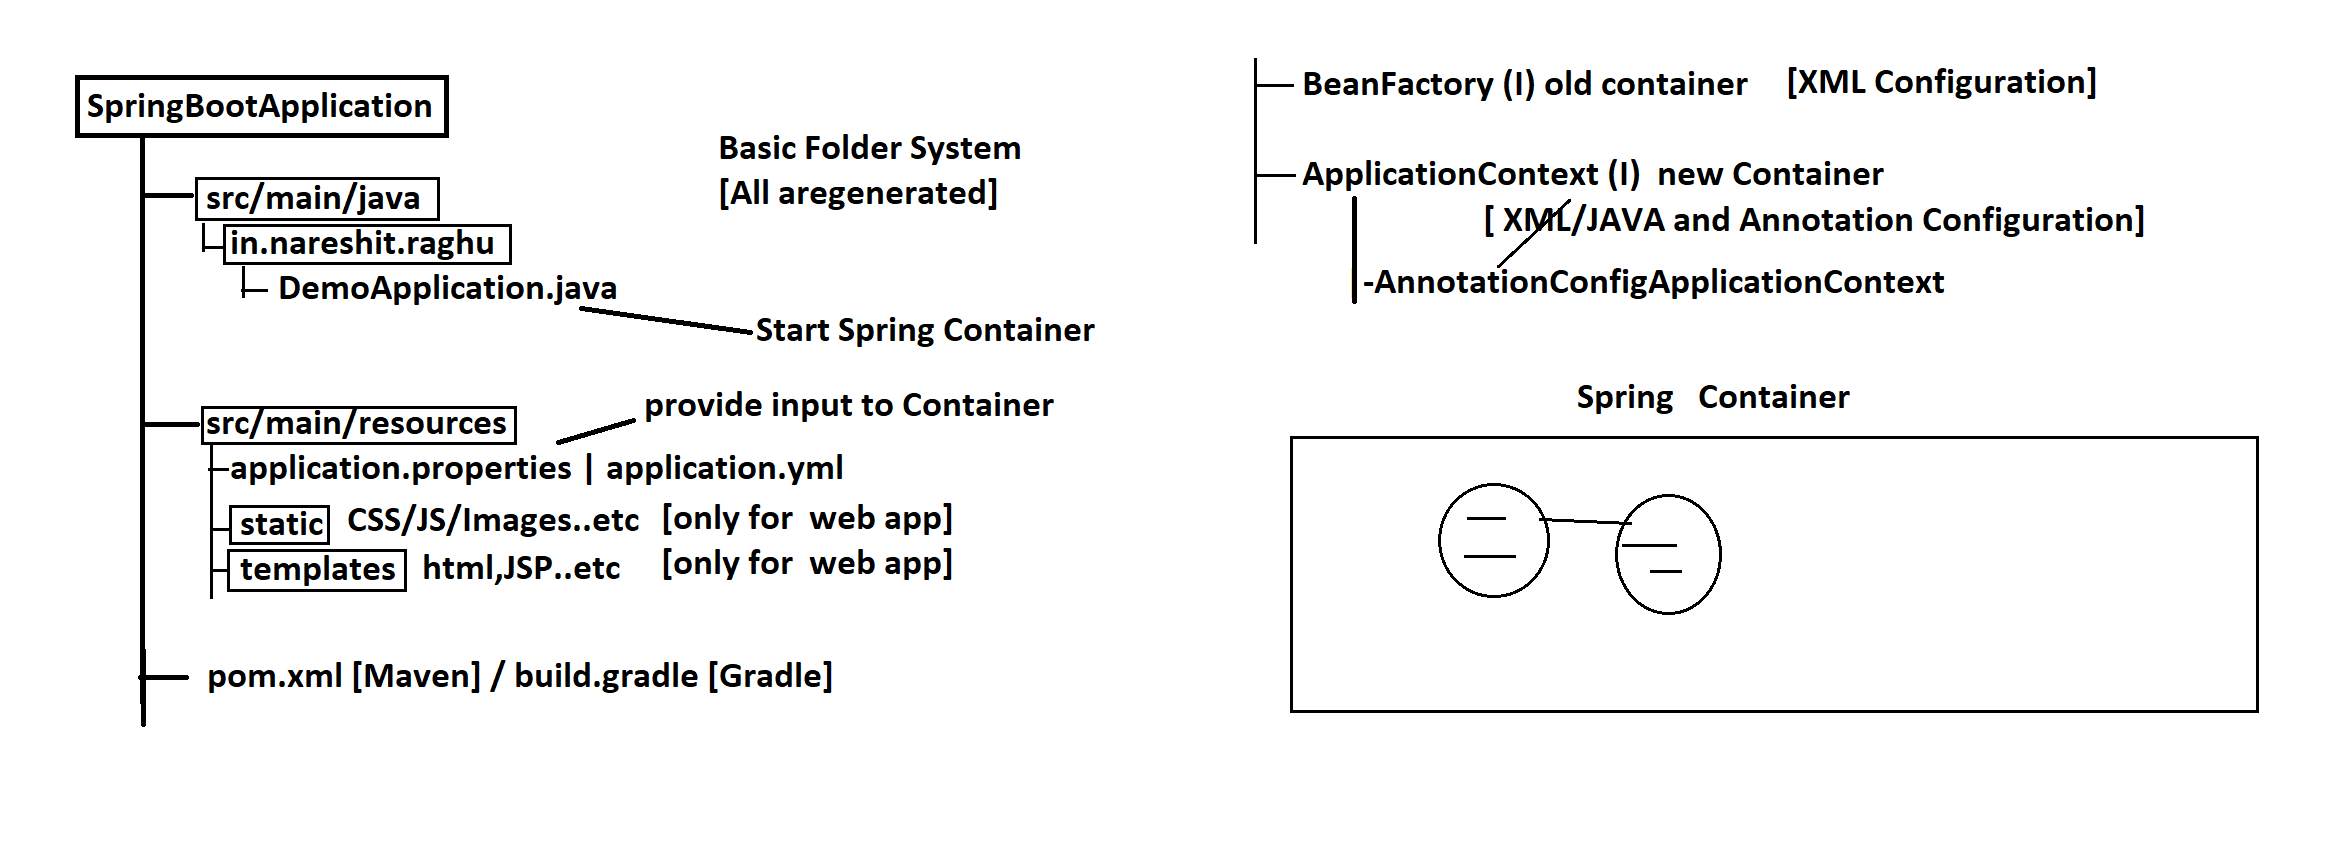 SpringBootApplication
Basic Folder System
[All aregenerated]
src/main/java
in.nareshit.raghu
DemoApplication.java
Start Spring Container
provide input to Container
src/main/resources
application.properties | application.yml
static CSS/JS/Images..etc [only for web app]
templates html,JSP..etc [only for web app]
pom.xml [Maven] / build.gradle [Gradle]
BeanFactory (I) old container [XML Configuration]
ApplicationContext (I) new Container
[ XML/JAVA and Annotation Configuration]
-AnnotationConfigApplicationContext
Spring Container